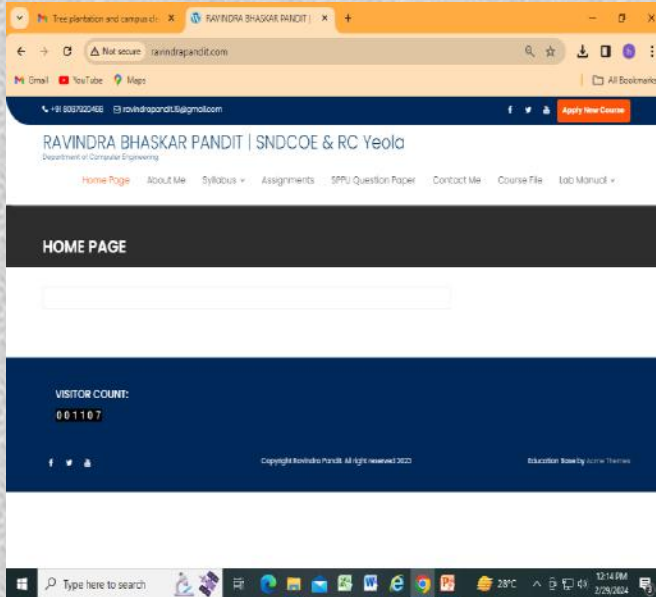 Tree plantation and campus cl
RAVINDRA BHASKAR PANDIT |
Not secure ravindrapandit.com
Gmail YouTube Maps All Bookmarks
Apply New Course
RAVINDRA BHASKAR PANDIT | SNDCOE & RC Yeola
Department of Computer Engineering
Home Page About Me Syllabus Assignments SPPU Question Paper Contact Me Course File Lab Manual
HOME PAGE
VISITOR COUNT:
001107
Copyright Ravindra Pandit. All right reserved 2023
Education Base by Acme Themes
Type here to search
28°C
12:14 PM
2/29/2024